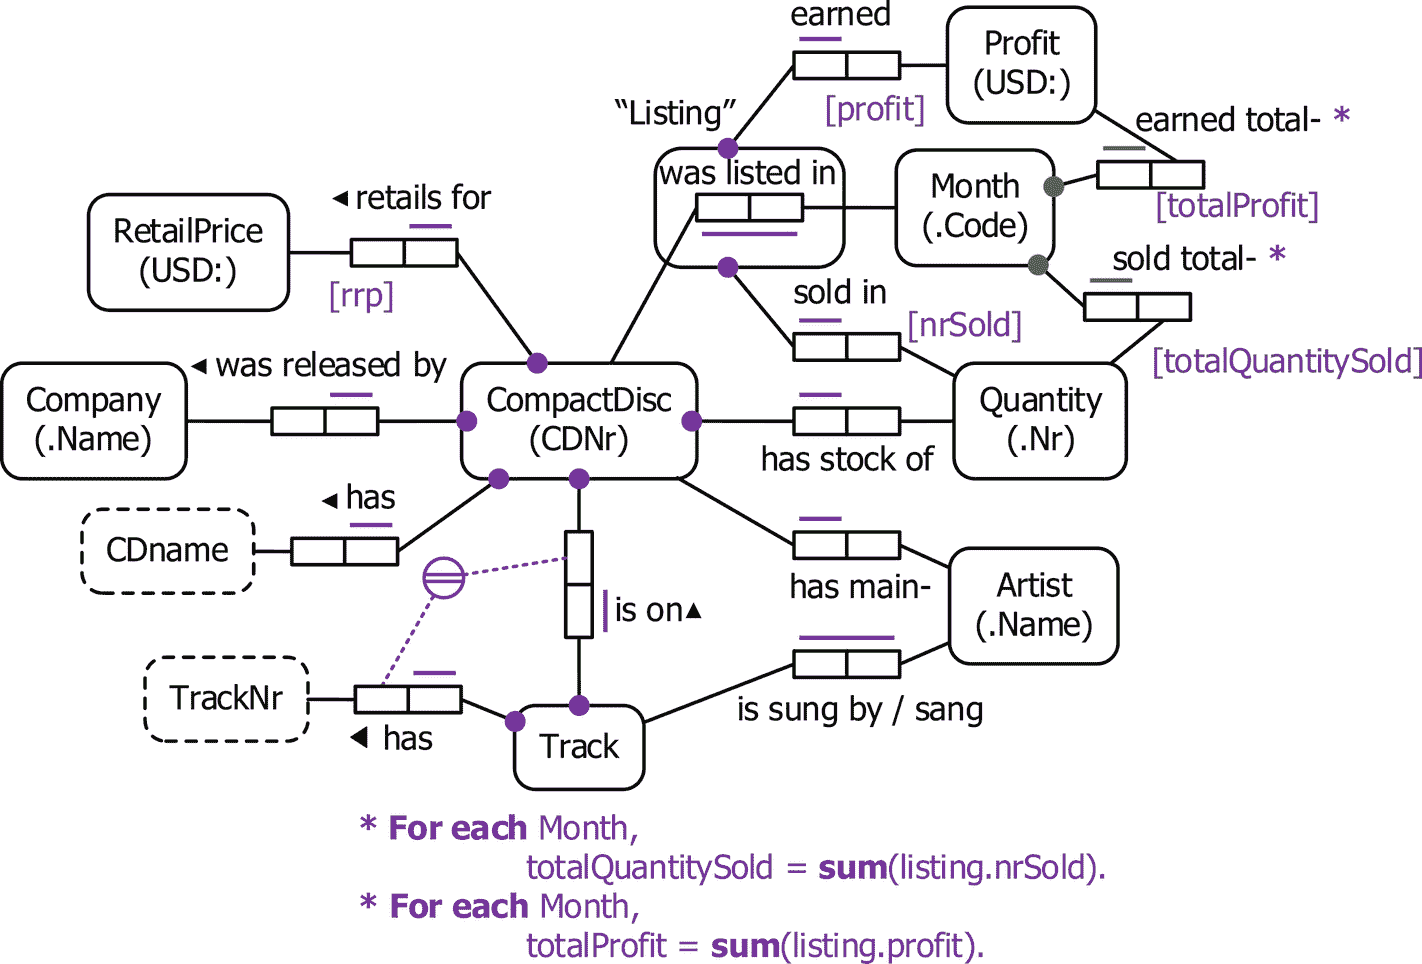 earned
Profit
(USD:)
[profit]
"Listing"
earned total- *
was listed in
Month
(.Code)
[totalProfit]
◄ retails for
RetailPrice
(USD:)
[rrp]
sold total- *
sold in
[nrSold]
[totalQuantitySold]
◄ was released by
Company
(.Name)
CompactDisc
(CDNr)
Quantity
(.Nr)
has stock of
◄ has
CDname
has main-
Artist
(.Name)
is on▲
TrackNr
◄ has
Track
is sung by / sang
* For each Month,
totalQuantitySold = sum(listing.nrSold).
* For each Month,
totalProfit = sum(listing.profit).